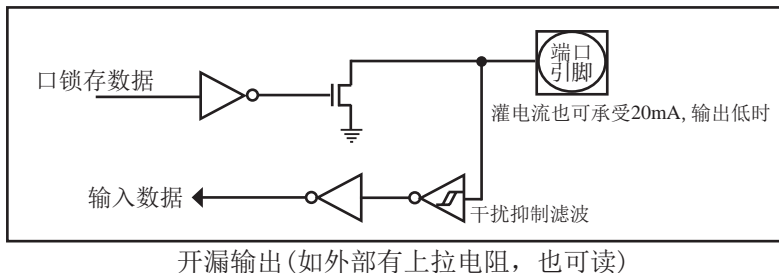 端口
引脚
口锁存数据
灌电流也可承受20mA, 输出低时
输入数据
干扰抑制滤波
开漏输出(如外部有上拉电阻，也可读)